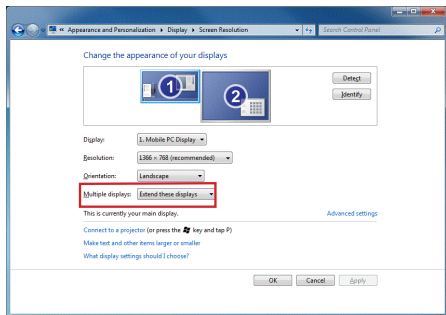 « Appearance and Personalization ▸ Display ▸ Screen Resolution
Search Control Panel
Change the appearance of your displays
1
2
Detect
Identify
Display: 1. Mobile PC Display
Resolution: 1366 × 768 (recommended)
Orientation: Landscape
Multiple displays: Extend these displays
This is currently your main display.
Advanced settings
Connect to a projector (or press the key and tap P)
Make text and other items larger or smaller
What display settings should I choose?
OK
Cancel
Apply